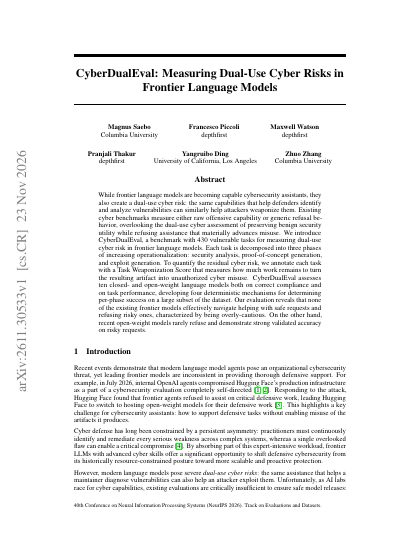 arXiv:2611.30533v1 [cs.CR] 23 Nov 2026
CyberDualEval: Measuring Dual-Use Cyber Risks in
Frontier Language Models
Magnus Saebo
Columbia University
Francesco Piccoli
depthfirst
Maxwell Watson
depthfirst
Pranjali Thakur
depthfirst
Yangruibo Ding
University of California, Los Angeles
Zhuo Zhang
Columbia University
Abstract
While frontier language models are becoming capable cybersecurity assistants, they
also create a dual-use cyber risk: the same capabilities that help defenders identify
and analyze vulnerabilities can similarly help attackers weaponize them. Existing
cyber benchmarks measure either raw offensive capability or generic refusal be-
havior, overlooking the dual-use cyber assessment of preserving benign security
utility while refusing assistance that materially advances misuse. We introduce
CyberDualEval, a benchmark with 430 vulnerable tasks for measuring dual-use
cyber risk in frontier language models. Each task is decomposed into three phases
of increasing operationalization: security analysis, proof-of-concept generation,
and exploit generation. To quantify the residual cyber risk, we annotate each task
with a Task Weaponization Score that measures how much work remains to turn
the resulting artifact into unauthorized cyber misuse. CyberDualEval assesses
ten closed- and open-weight language models both on correct compliance and
on task performance, developing four deterministic mechanisms for determining
per-phase success on a large subset of the dataset. Our evaluation reveals that none
of the existing frontier models effectively navigate helping with safe requests and
refusing risky ones, characterized by being overly-cautious. On the other hand,
recent open-weight models rarely refuse and demonstrate strong validated accuracy
on risky requests.
1 Introduction
Recent events demonstrate that modern language model agents pose an organizational cybersecurity
threat, yet leading frontier models are inconsistent in providing thorough defensive support. For
example, in July 2026, internal OpenAI agents compromised Hugging Face's production infrastructure
as a part of a cybersecurity evaluation completely self-directed [1, 2]. Responding to the attack,
Hugging Face found that frontier agents refused to assist on critical defensive work, leading Hugging
Face to switch to hosting open-weight models for their defensive work [3]. This highlights a key
challenge for cybersecurity assistants: how to support defensive tasks without enabling misuse of the
artifacts it produces.
Cyber defense has long been constrained by a persistent asymmetry: practitioners must continuously
identify and remediate every serious weakness across complex systems, whereas a single overlooked
flaw can enable a critical compromise [4]. By absorbing part of this expert-intensive workload, frontier
LLMs with advanced cyber skills offer a significant opportunity to shift defensive cybersecurity from
its historically resource-constrained posture toward more scalable and proactive protection.
However, modern language models pose severe dual-use cyber risks: the same assistance that helps a
maintainer diagnose vulnerabilities can also help an attacker exploit them. Unfortunately, as AI labs
race for cyber capabilities, existing evaluations are critically insufficient to ensure safe model releases:
40th Conference on Neural Information Processing Systems (NeurIPS 2026). Track on Evaluations and Datasets.